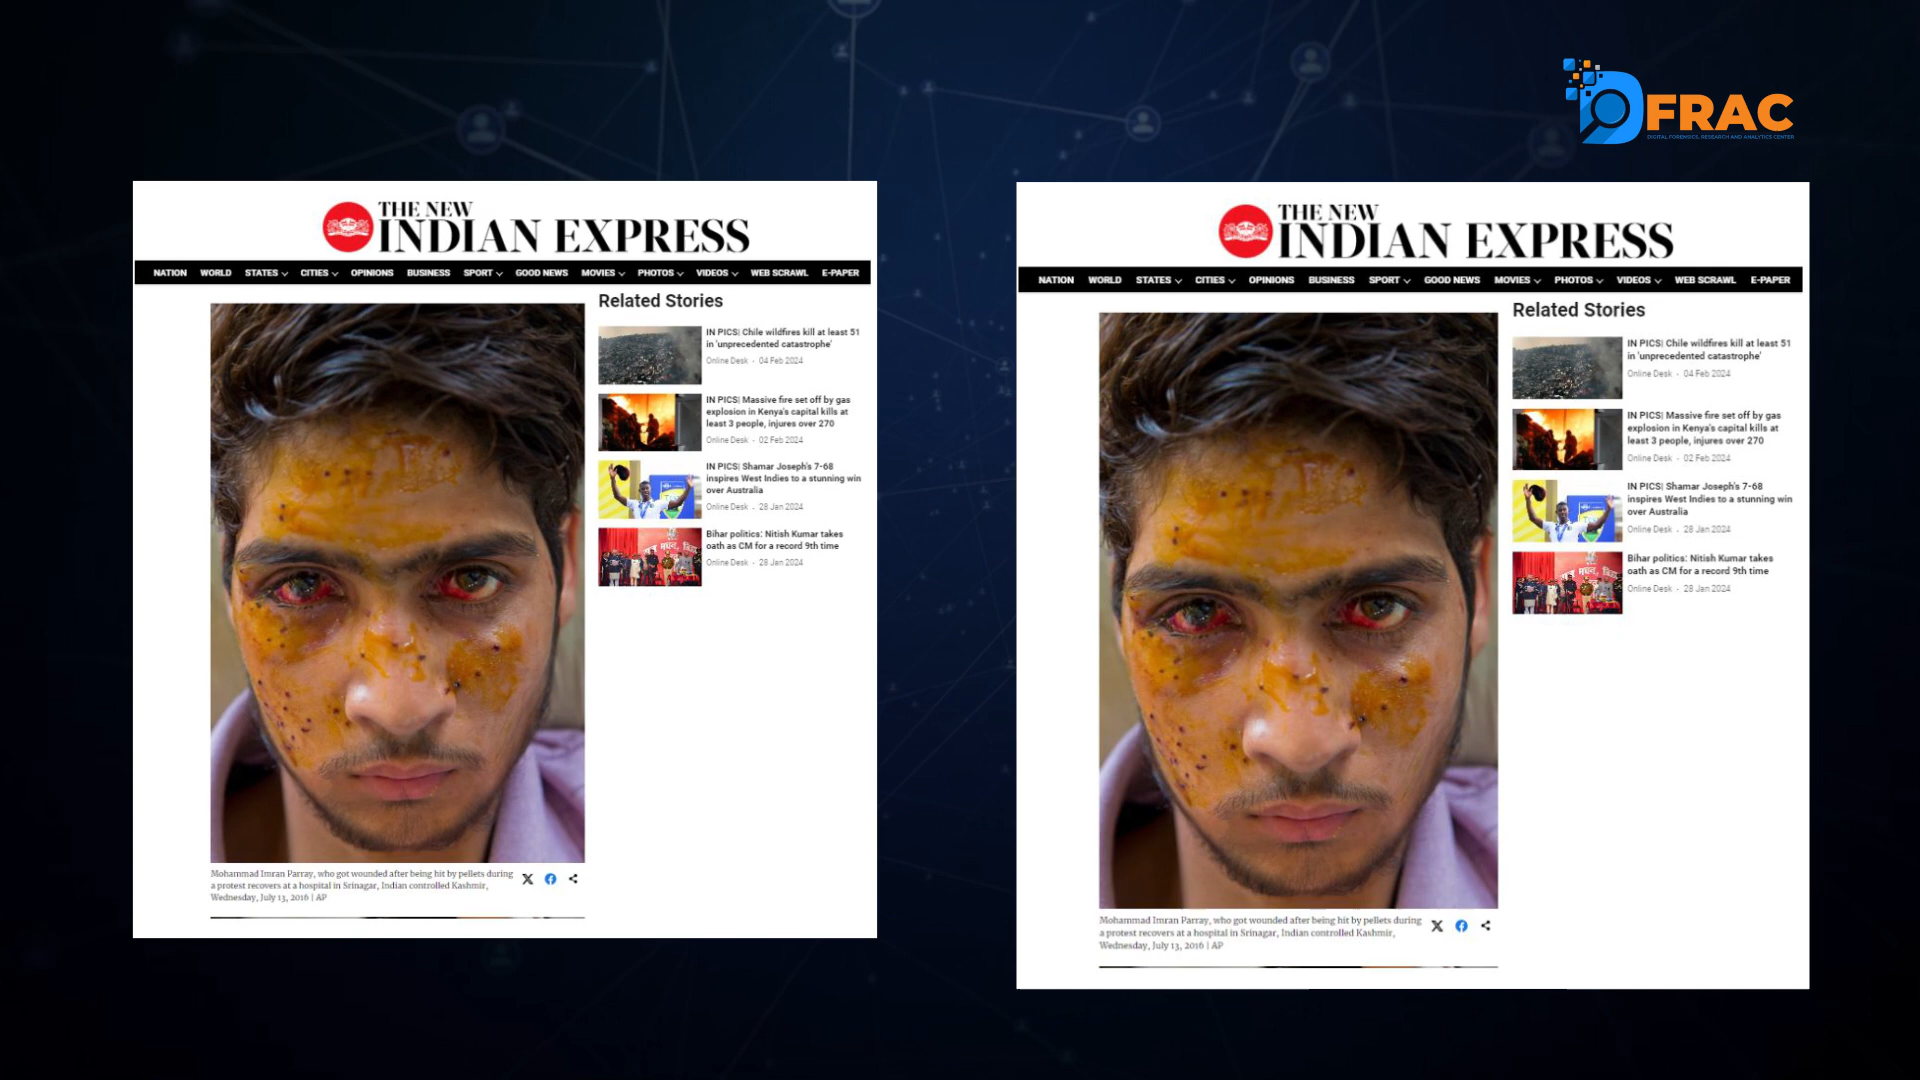 FRAC
DIGITAL FORENSICS, RESEARCH AND ANALYTICS CENTER
THE NEW
INDIAN EXPRESS
NATION WORLD STATES CITIES OPINIONS BUSINESS SPORT GOOD NEWS MOVIES PHOTOS VIDEOS WEB SCRAWL E-PAPER
Related Stories
IN PICS| Chile wildfires kill at least 51
in 'unprecedented catastrophe'
Online Desk - 04 Feb 2024
IN PICS| Massive fire set off by gas
explosion in Kenya's capital kills at
least 3 people, injures over 270
Online Desk - 02 Feb 2024
IN PICS| Shamar Joseph's 7-68
inspires West Indies to a stunning win
over Australia
Online Desk - 28 Jan 2024
Bihar politics: Nitish Kumar takes
oath as CM for a record 9th time
Online Desk - 28 Jan 2024
Mohammad Imran Parray, who got wounded after being hit by pellets during
a protest recovers at a hospital in Srinagar, Indian controlled Kashmir,
Wednesday, July 13, 2016 | AP
THE NEW
INDIAN EXPRESS
NATION WORLD STATES CITIES OPINIONS BUSINESS SPORT GOOD NEWS MOVIES PHOTOS VIDEOS WEB SCRAWL E-PAPER
Related Stories
IN PICS| Chile wildfires kill at least 51
in 'unprecedented catastrophe'
Online Desk - 04 Feb 2024
IN PICS| Massive fire set off by gas
explosion in Kenya's capital kills at
least 3 people, injures over 270
Online Desk - 02 Feb 2024
IN PICS| Shamar Joseph's 7-68
inspires West Indies to a stunning win
over Australia
Online Desk - 28 Jan 2024
Bihar politics: Nitish Kumar takes
oath as CM for a record 9th time
Online Desk - 28 Jan 2024
Mohammad Imran Parray, who got wounded after being hit by pellets during
a protest recovers at a hospital in Srinagar, Indian controlled Kashmir,
Wednesday, July 13, 2016 | AP